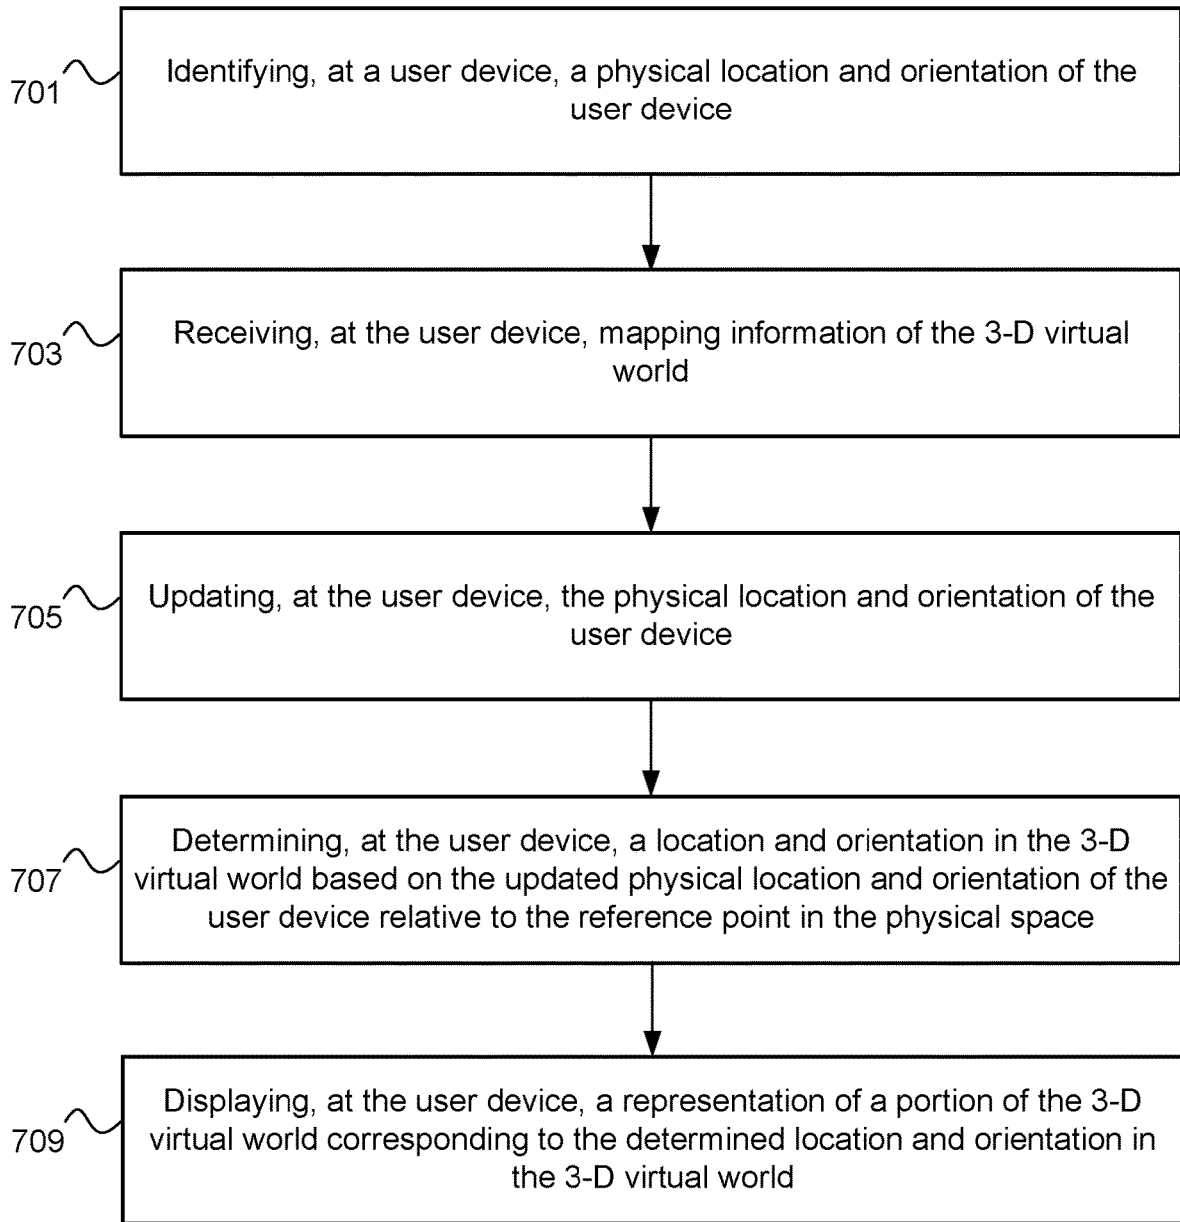 701
Identifying, at a user device, a physical location and orientation of the
user device
703
Receiving, at the user device, mapping information of the 3-D virtual
world
705
Updating, at the user device, the physical location and orientation of the
user device
707
Determining, at the user device, a location and orientation in the 3-D
virtual world based on the updated physical location and orientation of the
user device relative to the reference point in the physical space
709
Displaying, at the user device, a representation of a portion of the 3-D
virtual world corresponding to the determined location and orientation in
the 3-D virtual world